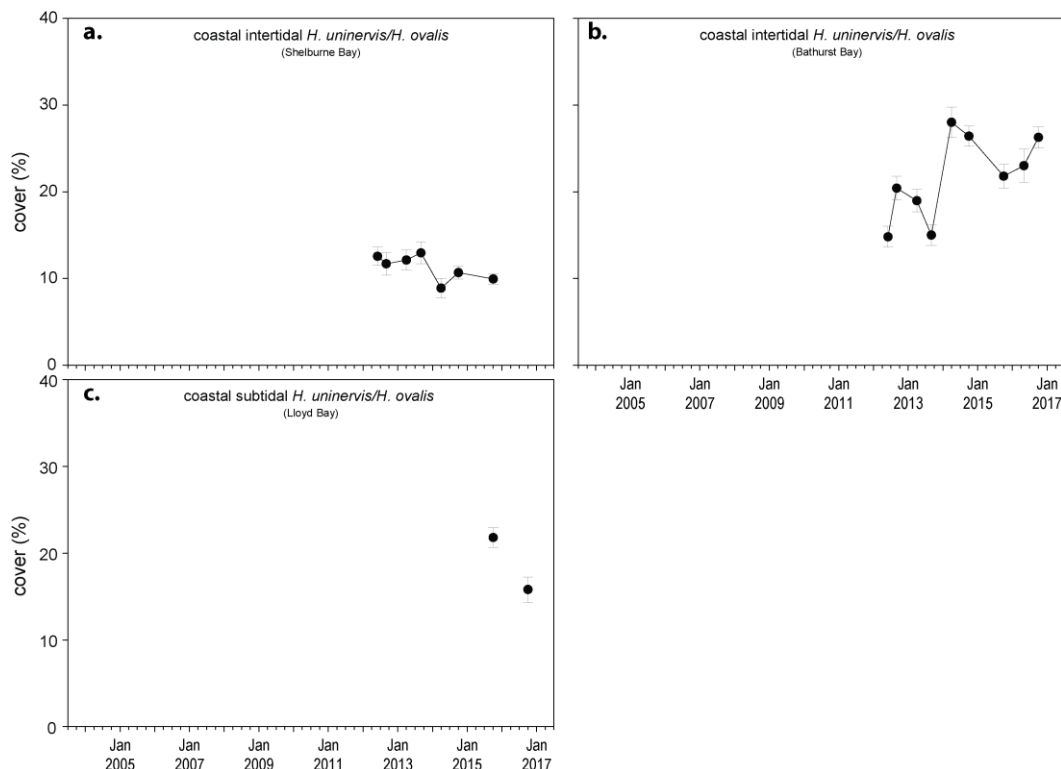 a.
coastal intertidal H. uninervis/H. ovalis
(Shelburne Bay)
40
30
20
10
0
cover (%)
b.
coastal intertidal H. uninervis/H. ovalis
(Bathurst Bay)
Jan Jan Jan Jan Jan Jan Jan
2005 2007 2009 2011 2013 2015 2017
c.
coastal subtidal H. uninervis/H. ovalis
(Lloyd Bay)
40
30
20
10
0
cover (%)
Jan Jan Jan Jan Jan Jan Jan
2005 2007 2009 2011 2013 2015 2017